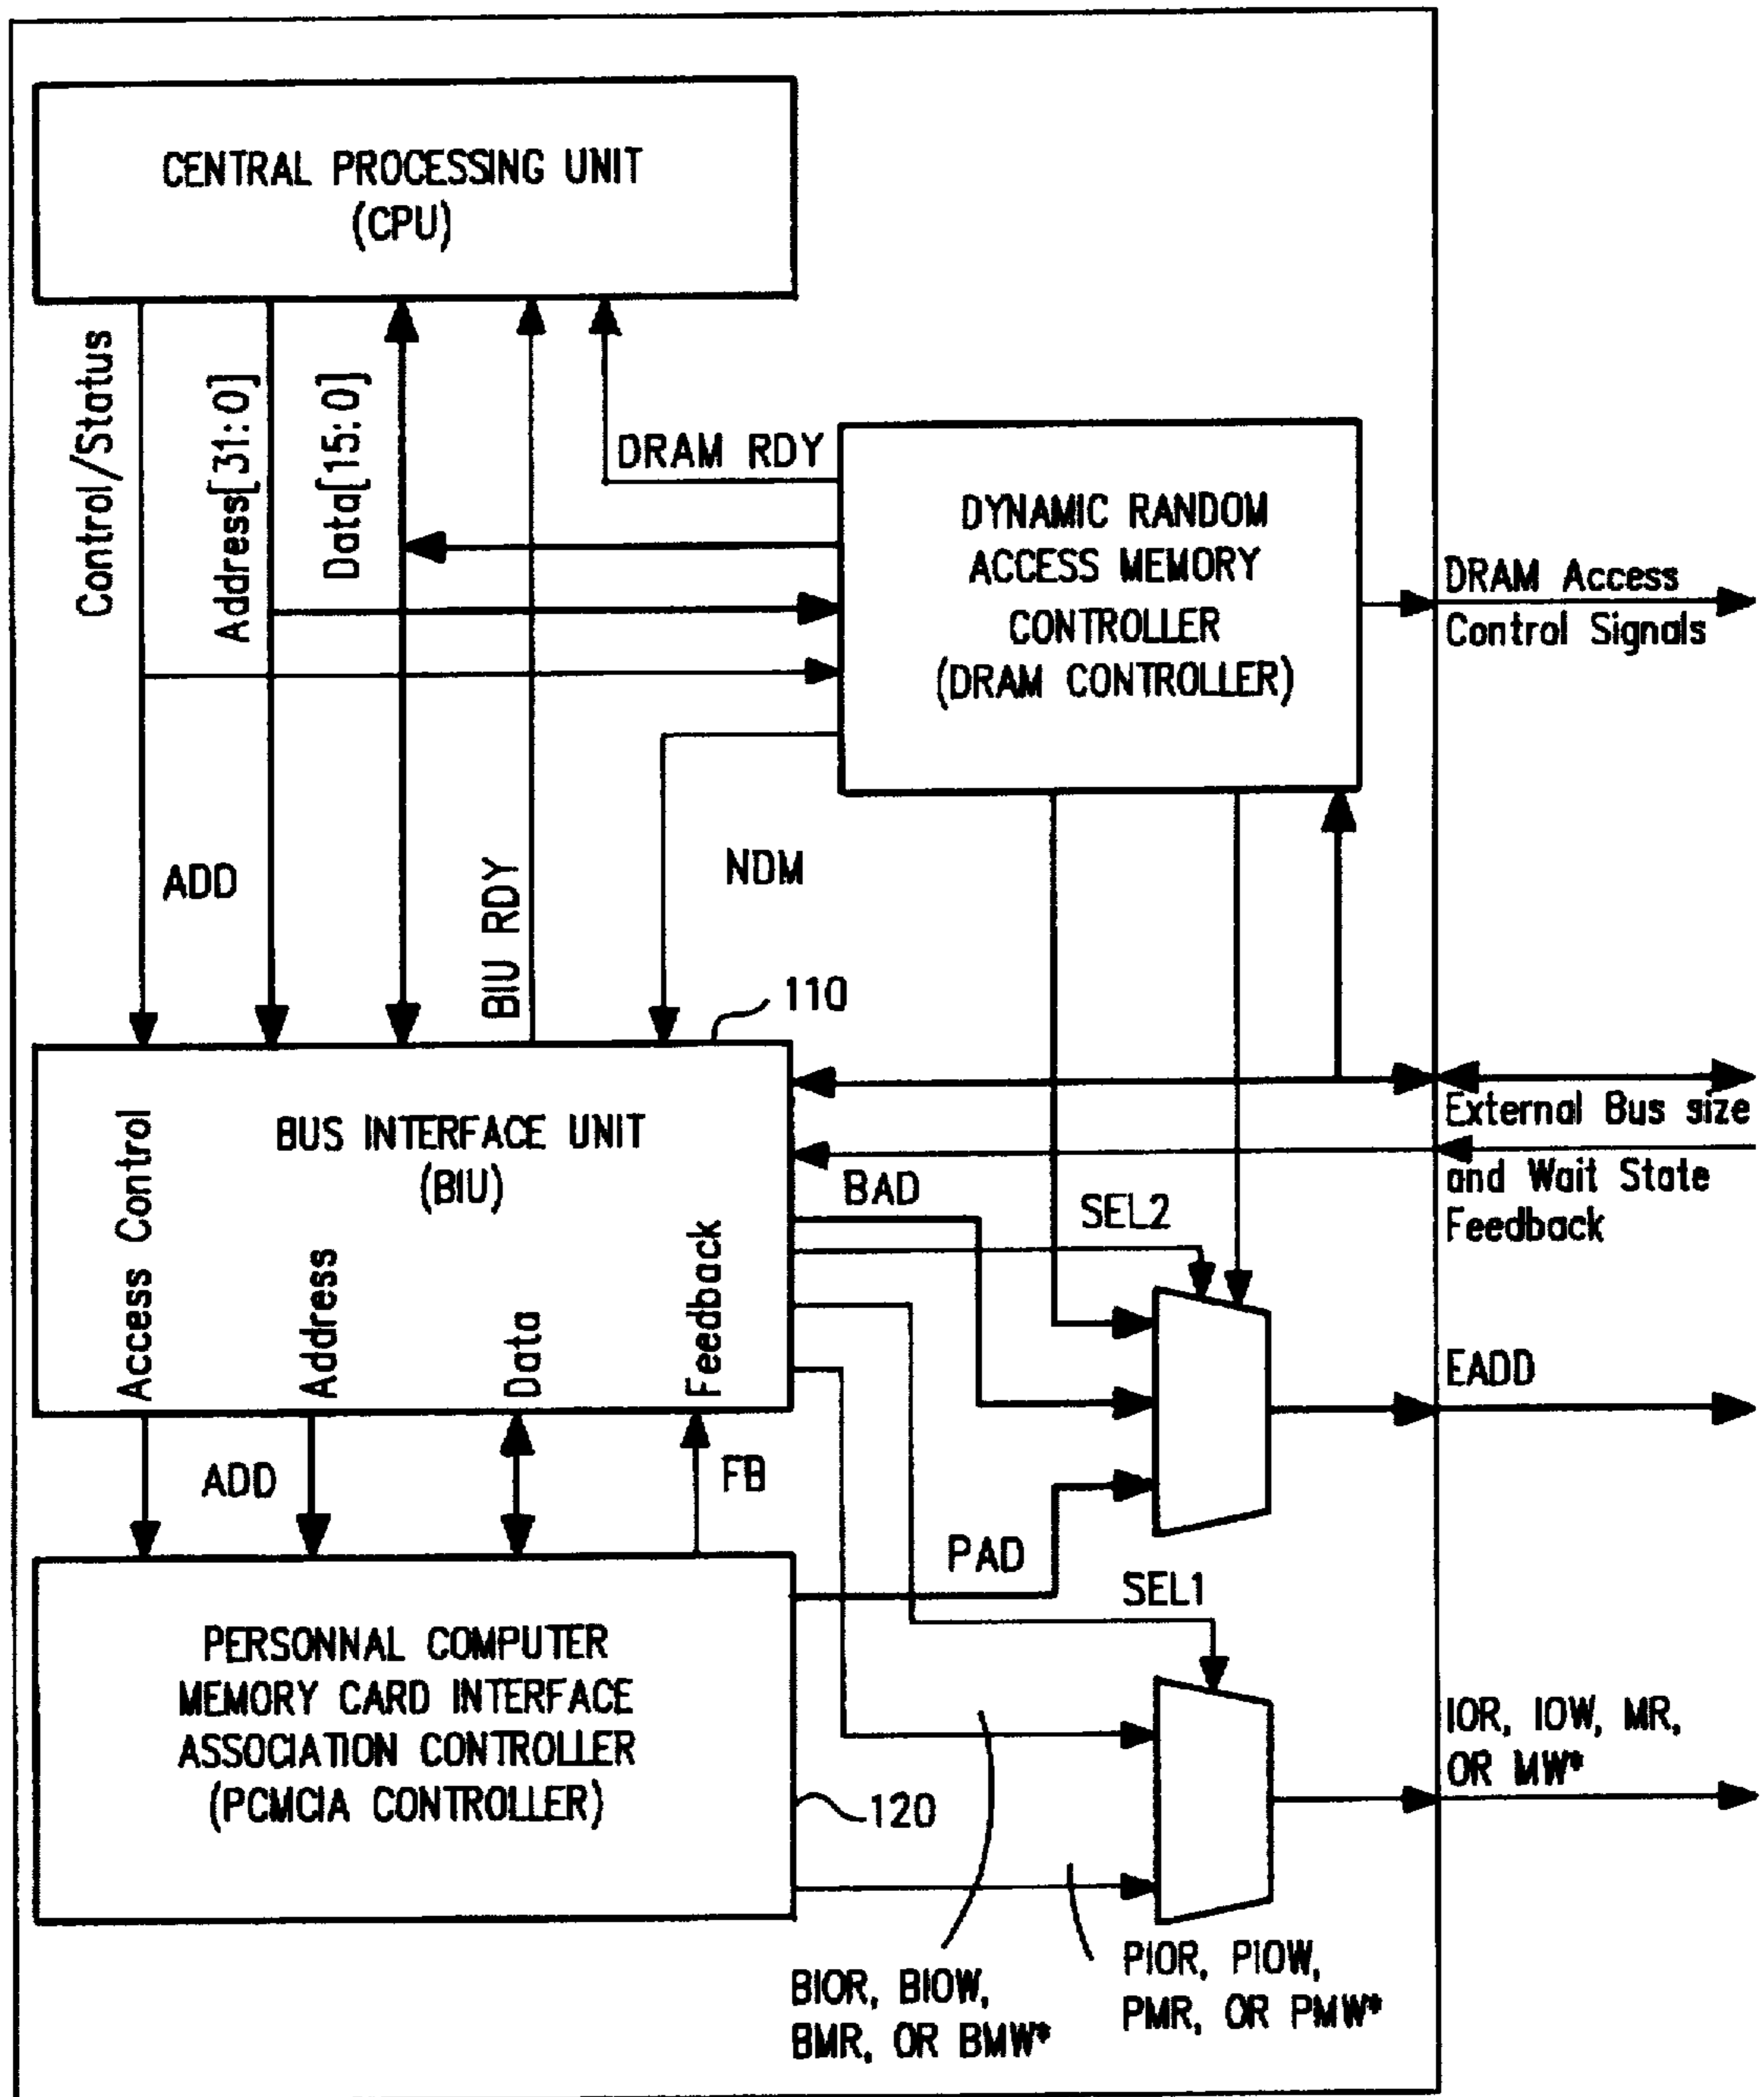 CENTRAL PROCESSING UNIT
(CPU)
Control/Status
Address[31:0]
Data[15:0]
DRAM RDY
DYNAMIC RANDOM
ACCESS MEMORY
CONTROLLER
(DRAM CONTROLLER)
DRAM Access
Control Signals
ADD
BIU RDY
NDM
110
BUS INTERFACE UNIT
(BIU)
Access Control
Address
Data
Feedback
External Bus size
and Wait State
Feedback
BAD
SEL2
EADD
ADD
FB
PAD
SEL1
PERSONNAL COMPUTER
MEMORY CARD INTERFACE
ASSOCIATION CONTROLLER
(PCMCIA CONTROLLER)
120
IOR, IOW, MR,
OR MW*
BIOR, BIOW,
BMR, OR BMW*
PIOR, PIOW,
PMR, OR PMW*